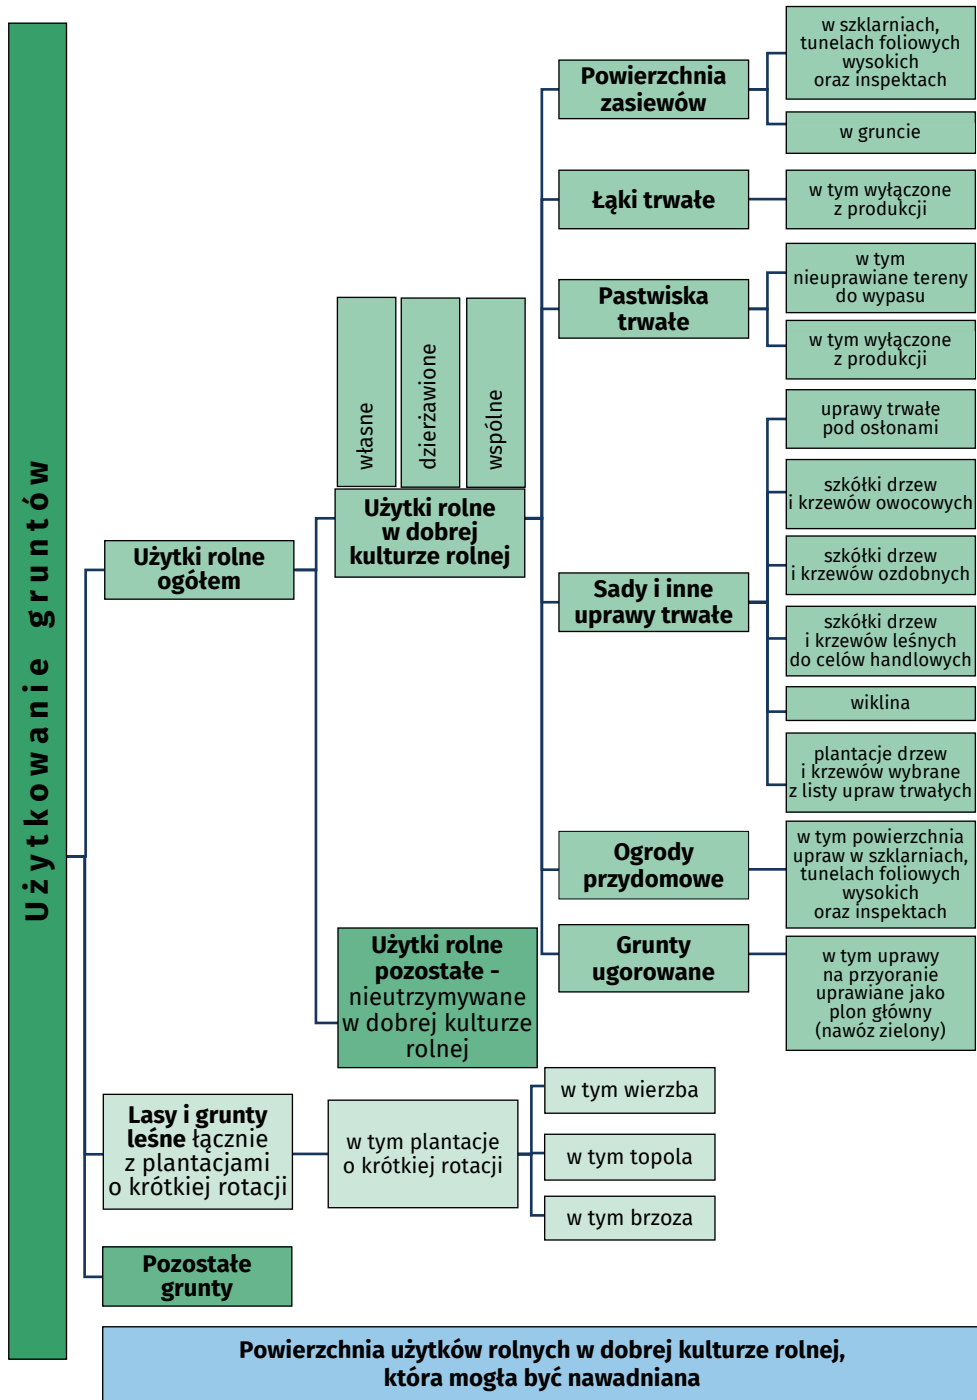 Użytkowanie gruntów
Użytki rolne
ogółem
własne
dzierżawione
wspólne
Użytki rolne
w dobrej
kulturze rolnej
Powierzchnia
zasiewów
w szklarniach,
tunelach foliowych
wysokich
oraz inspektach
w gruncie
Łąki trwałe
w tym wyłączone
z produkcji
Pastwiska
trwałe
w tym
nieuprawiane tereny
do wypasu
w tym wyłączone
z produkcji
Sady i inne
uprawy trwałe
uprawy trwałe
pod osłonami
szkółki drzew
i krzewów owocowych
szkółki drzew
i krzewów ozdobnych
szkółki drzew
i krzewów leśnych
do celów handlowych
wiklina
plantacje drzew
i krzewów wybrane
z listy upraw trwałych
Ogrody
przydomowe
w tym powierzchnia
upraw w szklarniach,
tunelach foliowych
wysokich
oraz inspektach
Grunty
ugorowane
w tym uprawy
na przyoranie
uprawiane jako
plon główny
(nawóz zielony)
Użytki rolne
pozostałe -
nieutrzymywane
w dobrej kulturze
rolnej
Lasy i grunty
leśne łącznie
z plantacjami
o krótkiej rotacji
w tym plantacje
o krótkiej rotacji
w tym wierzba
w tym topola
w tym brzoza
Pozostałe
grunty
Powierzchnia użytków rolnych w dobrej kulturze rolnej,
która mogła być nawadniana